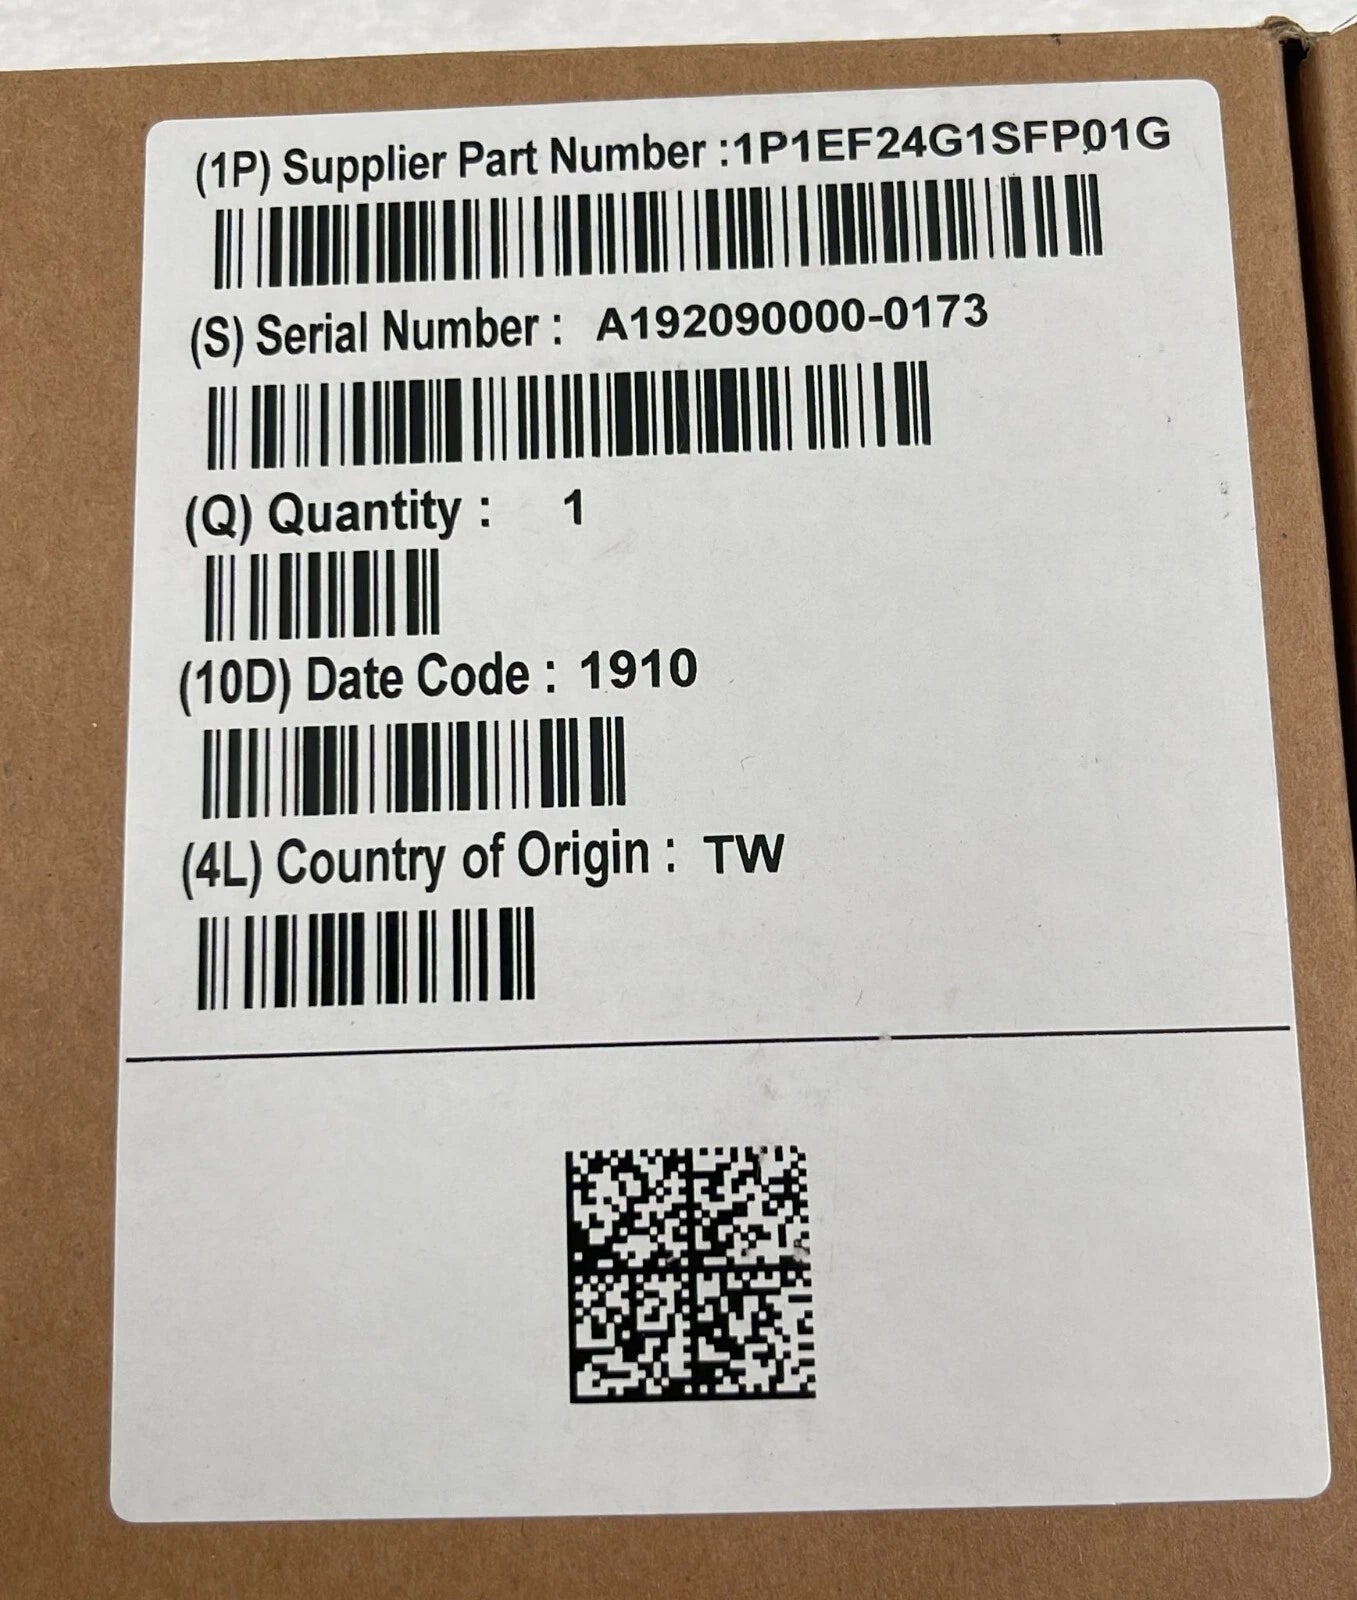 (1P) Supplier Part Number :1P1EF24G1SFP01G
(S) Serial Number : A192090000-0173
(Q) Quantity : 1
(10D) Date Code : 1910
(4L) Country of Origin : TW